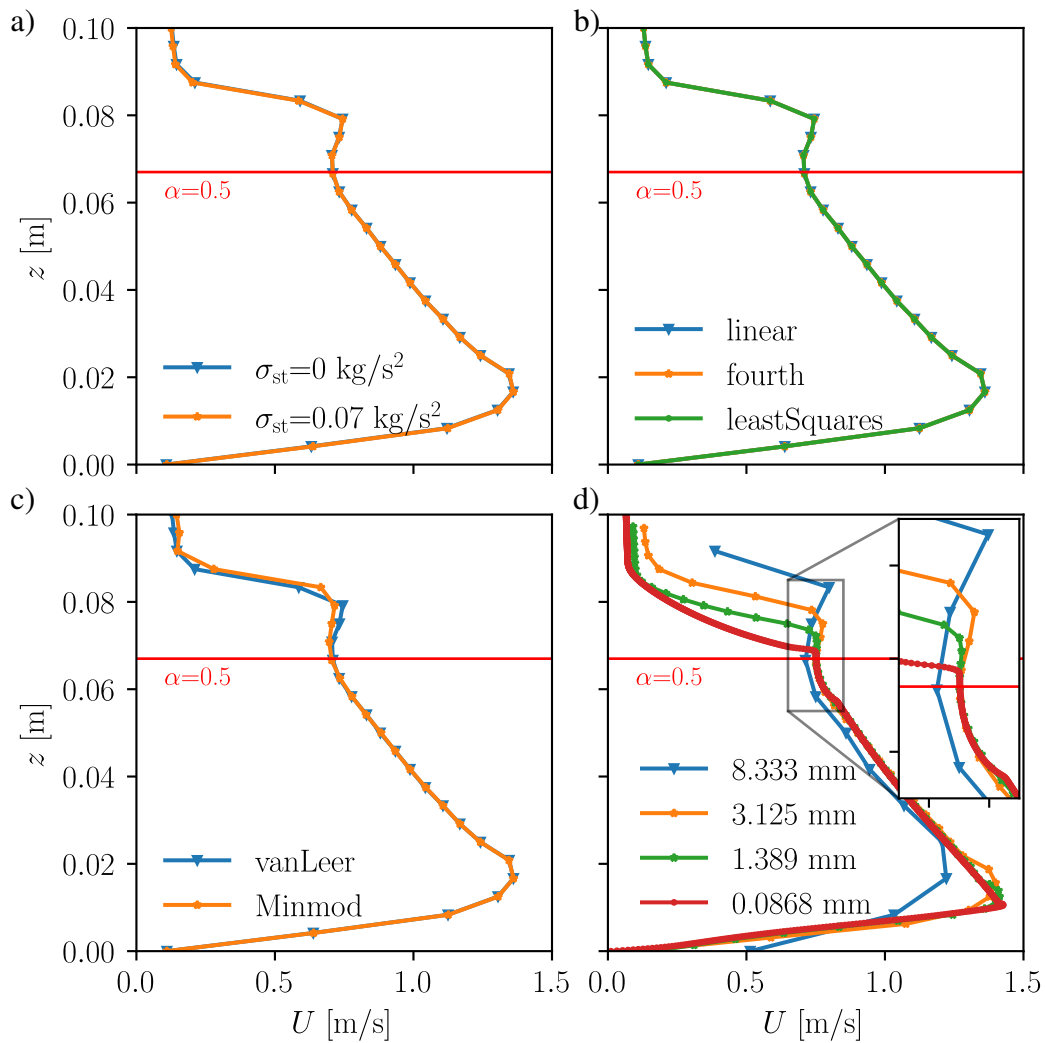 a)
0.10
0.08
0.06
0.04
0.02
0.00
z [m]
α=0.5
σst=0 kg/s²
σst=0.07 kg/s²
b)
α=0.5
linear
fourth
leastSquares
c)
0.10
0.08
0.06
0.04
0.02
0.00
z [m]
α=0.5
vanLeer
Minmod
0.0 0.5 1.0 1.5
U [m/s]
d)
α=0.5
8.333 mm
3.125 mm
1.389 mm
0.0868 mm
0.0 0.5 1.0 1.5
U [m/s]